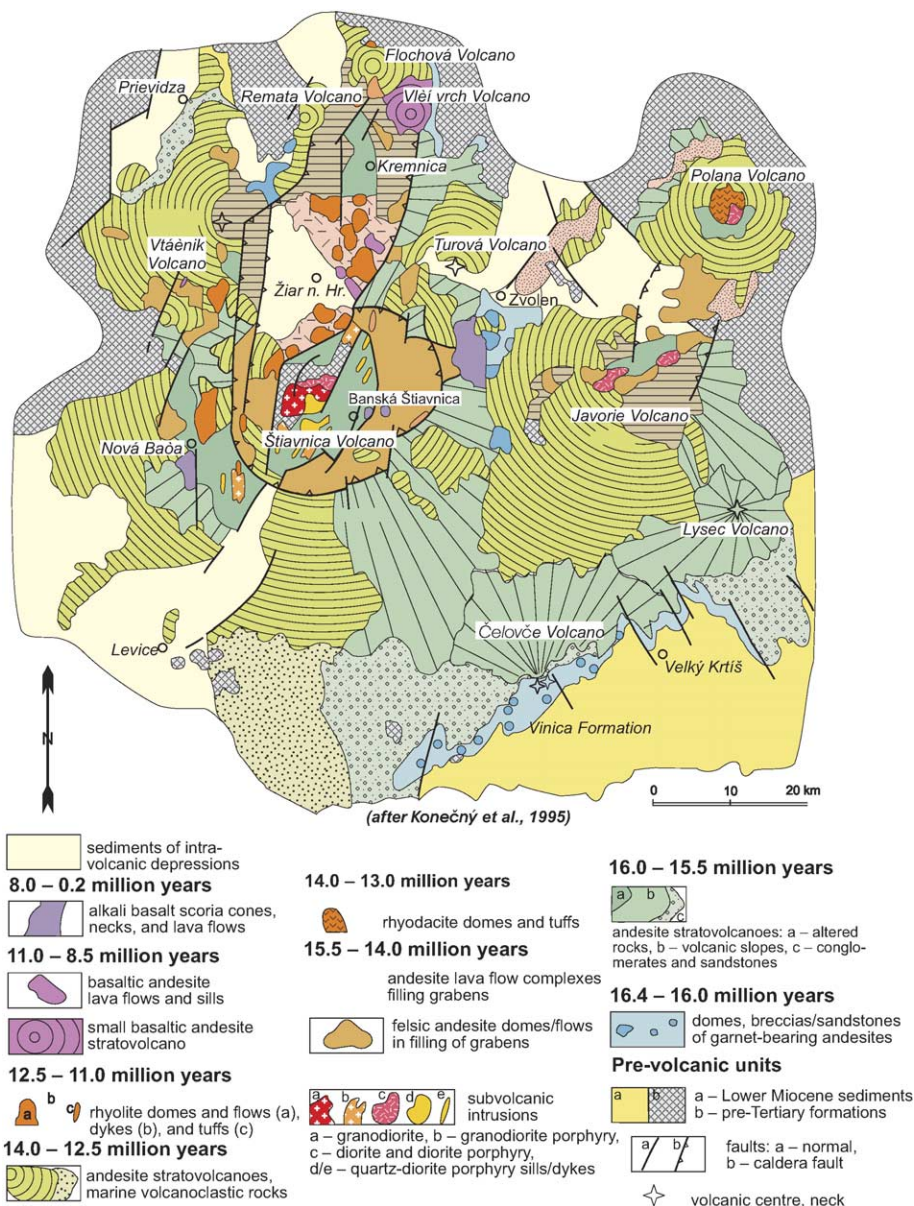 Flochová Volcano
Prievidza
Remata Volcano
Vlèí vrch Volcano
Kremnica
Polana Volcano
Vtáènik
Volcano
Turová Volcano
Žiar n. Hr.
Zvolen
Banská Štiavnica
Javorie Volcano
Nová Baòa
Štiavnica Volcano
Lysec Volcano
Čelovče Volcano
Levice
Velký Krtíš
N
Vinica Formation
0 10 20 km
(after Konečný et al., 1995)
sediments of intra-
volcanic depressions
8.0 – 0.2 million years
alkali basalt scoria cones,
necks, and lava flows
11.0 – 8.5 million years
basaltic andesite
lava flows and sills
small basaltic andesite
stratovolcano
12.5 – 11.0 million years
a b c
rhyolite domes and flows (a),
dykes (b), and tuffs (c)
14.0 – 12.5 million years
andesite stratovolcanoes,
marine volcanoclastic rocks
14.0 – 13.0 million years
rhyodacite domes and tuffs
15.5 – 14.0 million years
andesite lava flow complexes
filling grabens
felsic andesite domes/flows
in filling of grabens
a b c d e
subvolcanic
intrusions
a – granodiorite, b – granodiorite porphyry,
c – diorite and diorite porphyry,
d/e – quartz-diorite porphyry sills/dykes
16.0 – 15.5 million years
a b c
andesite stratovolcanoes: a – altered
rocks, b – volcanic slopes, c – conglo-
merates and sandstones
16.4 – 16.0 million years
domes, breccias/sandstones
of garnet-bearing andesites
Pre-volcanic units
a b
a – Lower Miocene sediments
b – pre-Tertiary formations
a b
faults: a – normal,
b – caldera fault
volcanic centre, neck